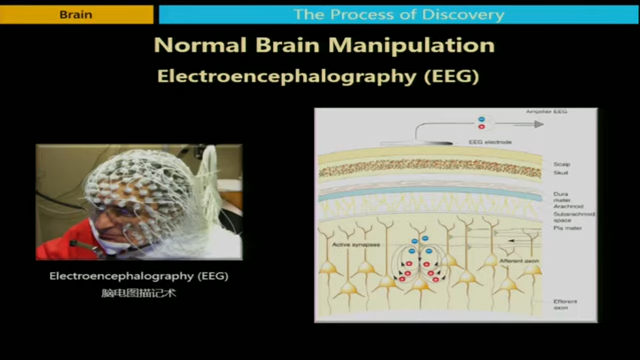 Brain
The Process of Discovery
Normal Brain Manipulation
Electroencephalography (EEG)
Amplifier EEG
EEG electrode
Scalp
Skull
Dura
mater
Arachnoid
Subarachnoid
space
Pia mater
Active synapses
Afferent axon
Efferent
axon
Electroencephalography (EEG)
脑电图描记术